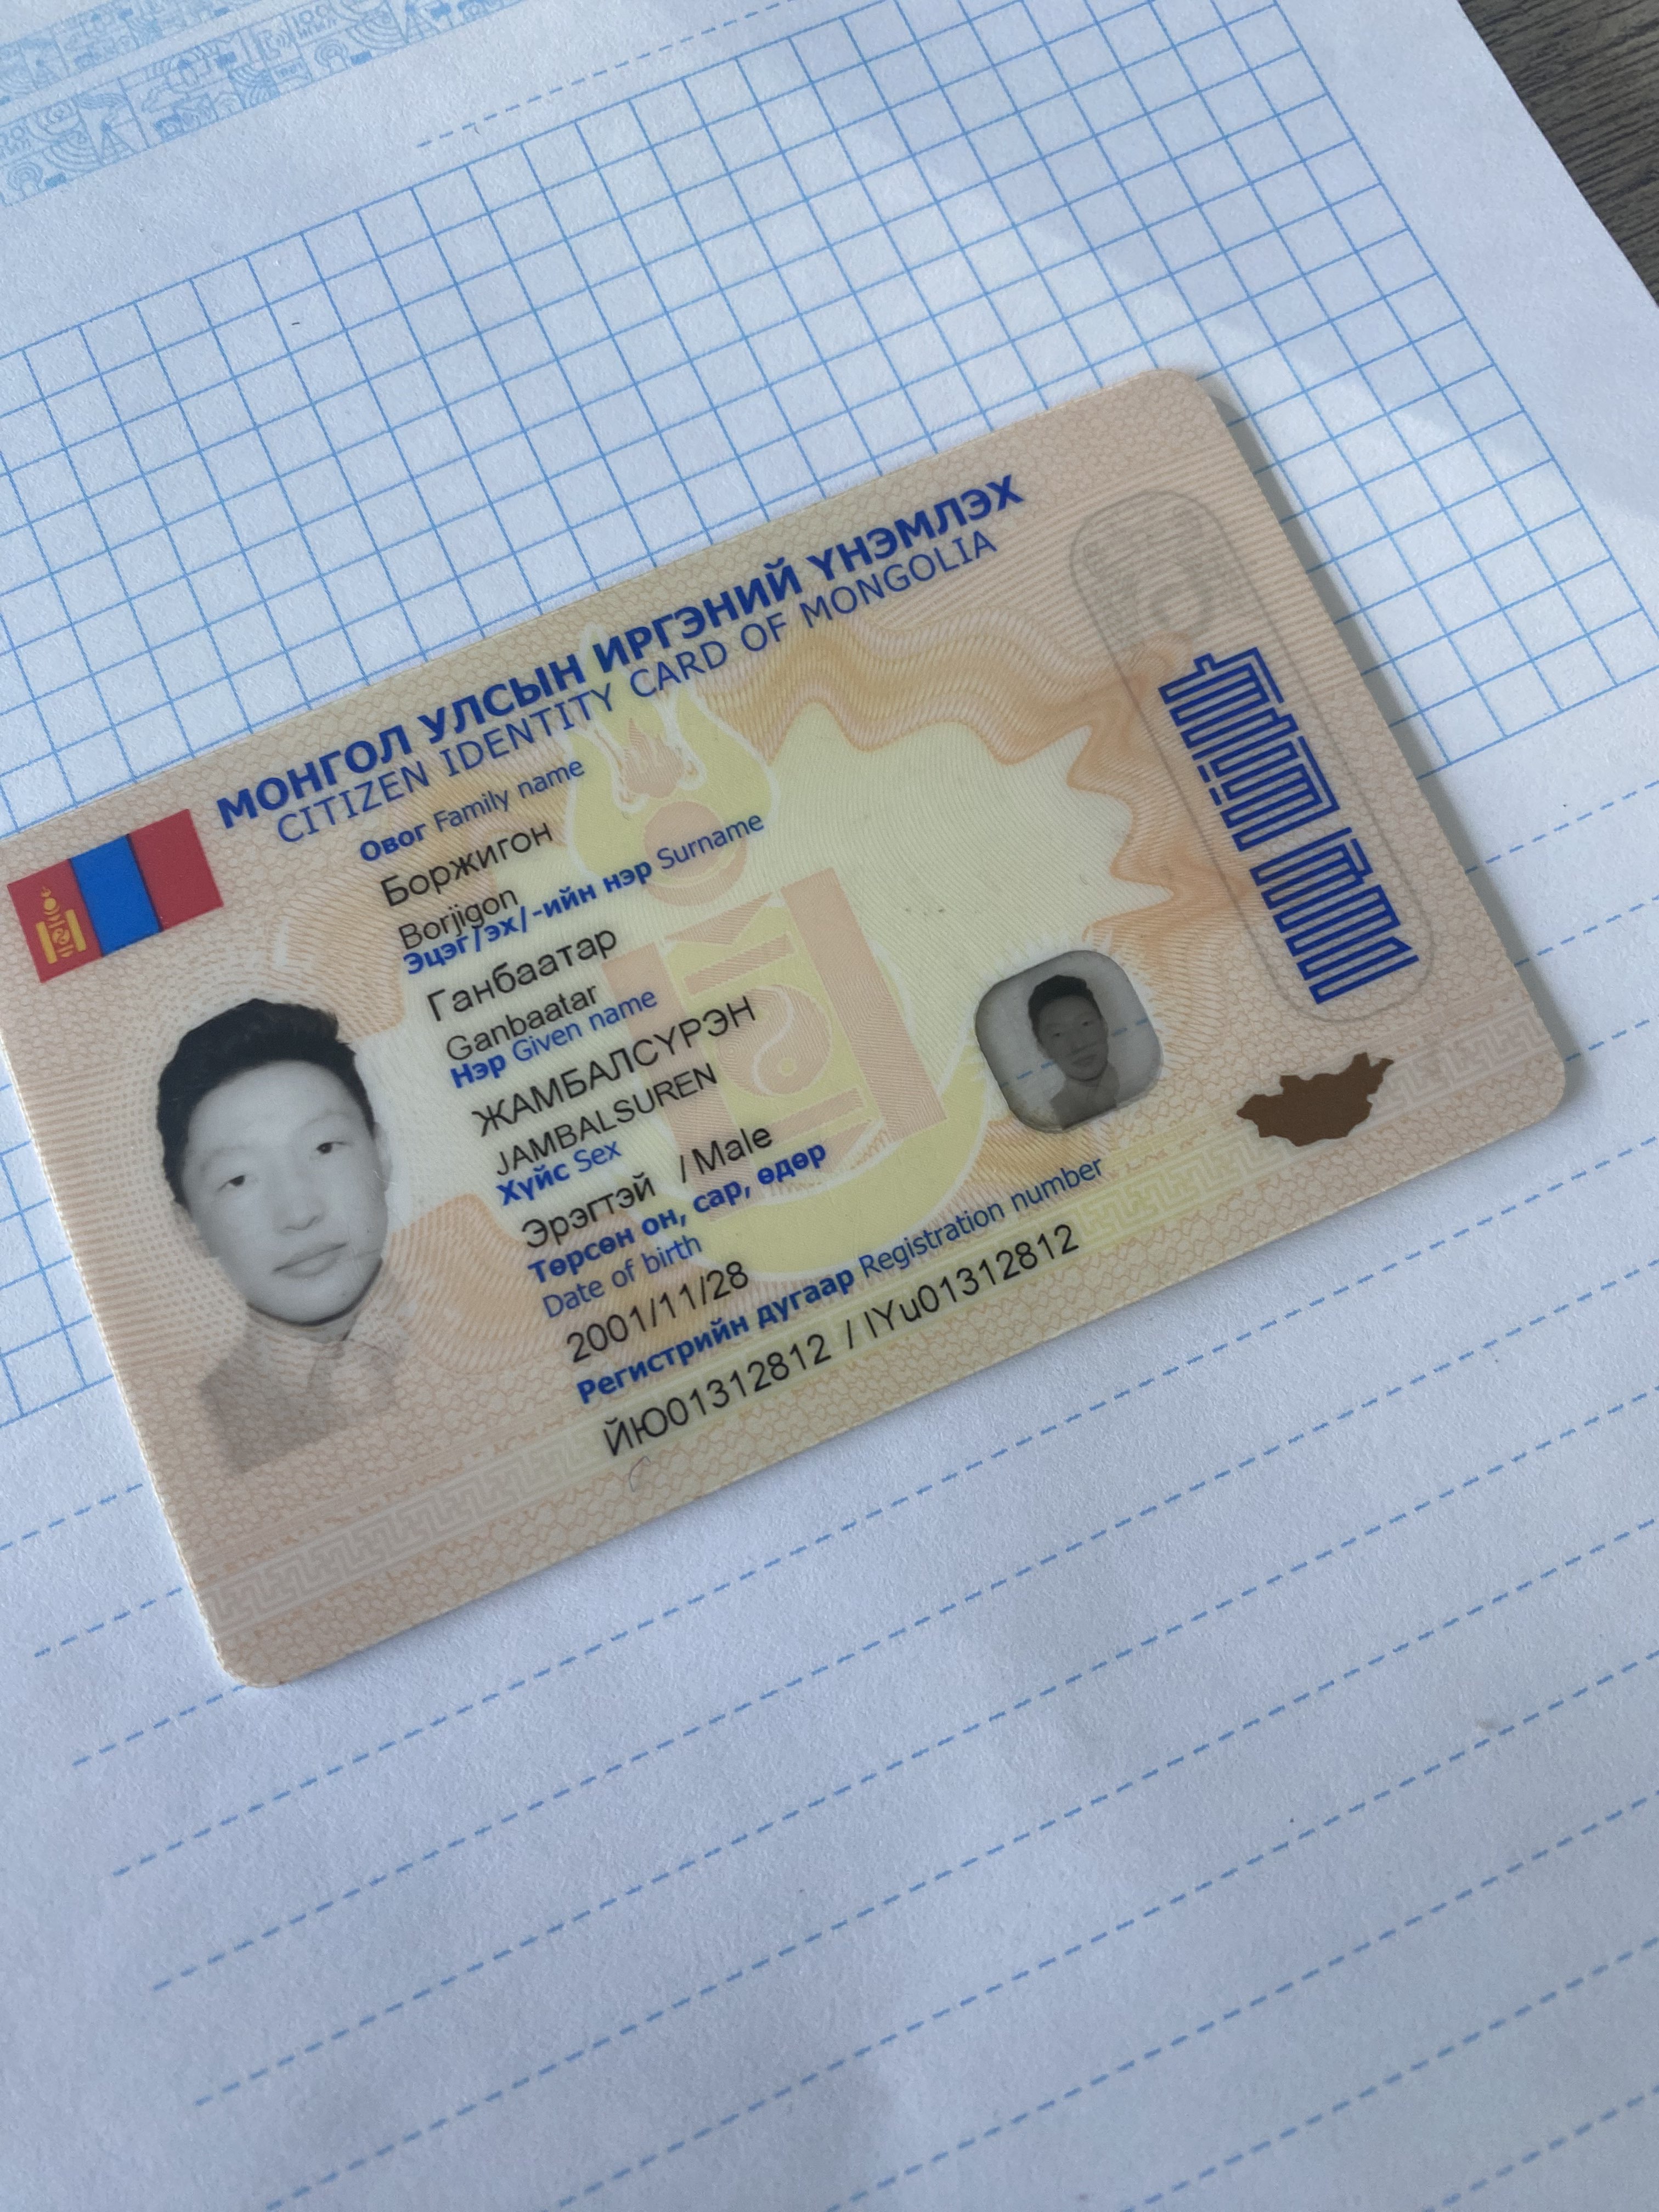 МОНГОЛ УЛСЫН ИРГЭНИЙ ҮНЭМЛЭХ
CITIZEN IDENTITY CARD OF MONGOLIA
Овог Family name
Боржигон
Borjigon
Эцэг/эх/-ийн нэр Surname
Ганбаатар
Ganbaatar
Нэр Given name
ЖАМБАЛСҮРЭН
JAMBALSUREN
Хүйс Sex
Эрэгтэй / Male
Төрсөн он, сар, өдөр
Date of birth
2001/11/28
Регистрийн дугаар Registration number
ЙЮ01312812 / IYu01312812